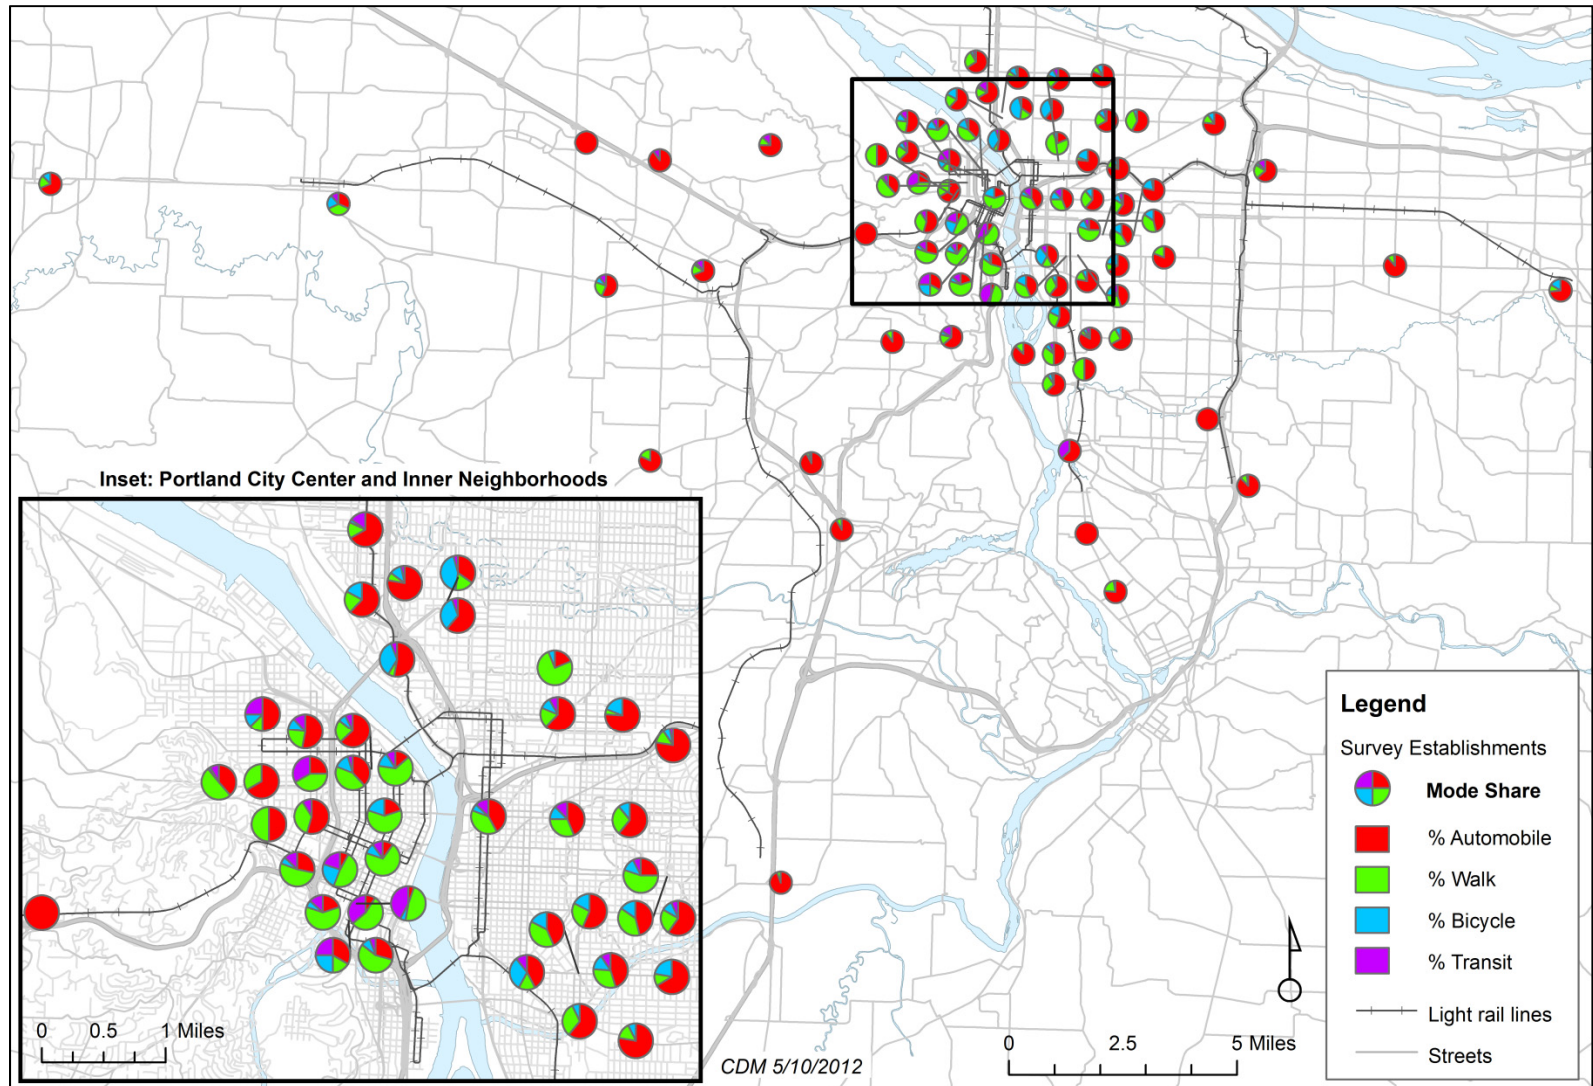 Inset: Portland City Center and Inner Neighborhoods
0 0.5 1 Miles
CDM 5/10/2012
0 2.5 5 Miles
Legend
Survey Establishments
Mode Share
% Automobile
% Walk
% Bicycle
% Transit
Light rail lines
Streets